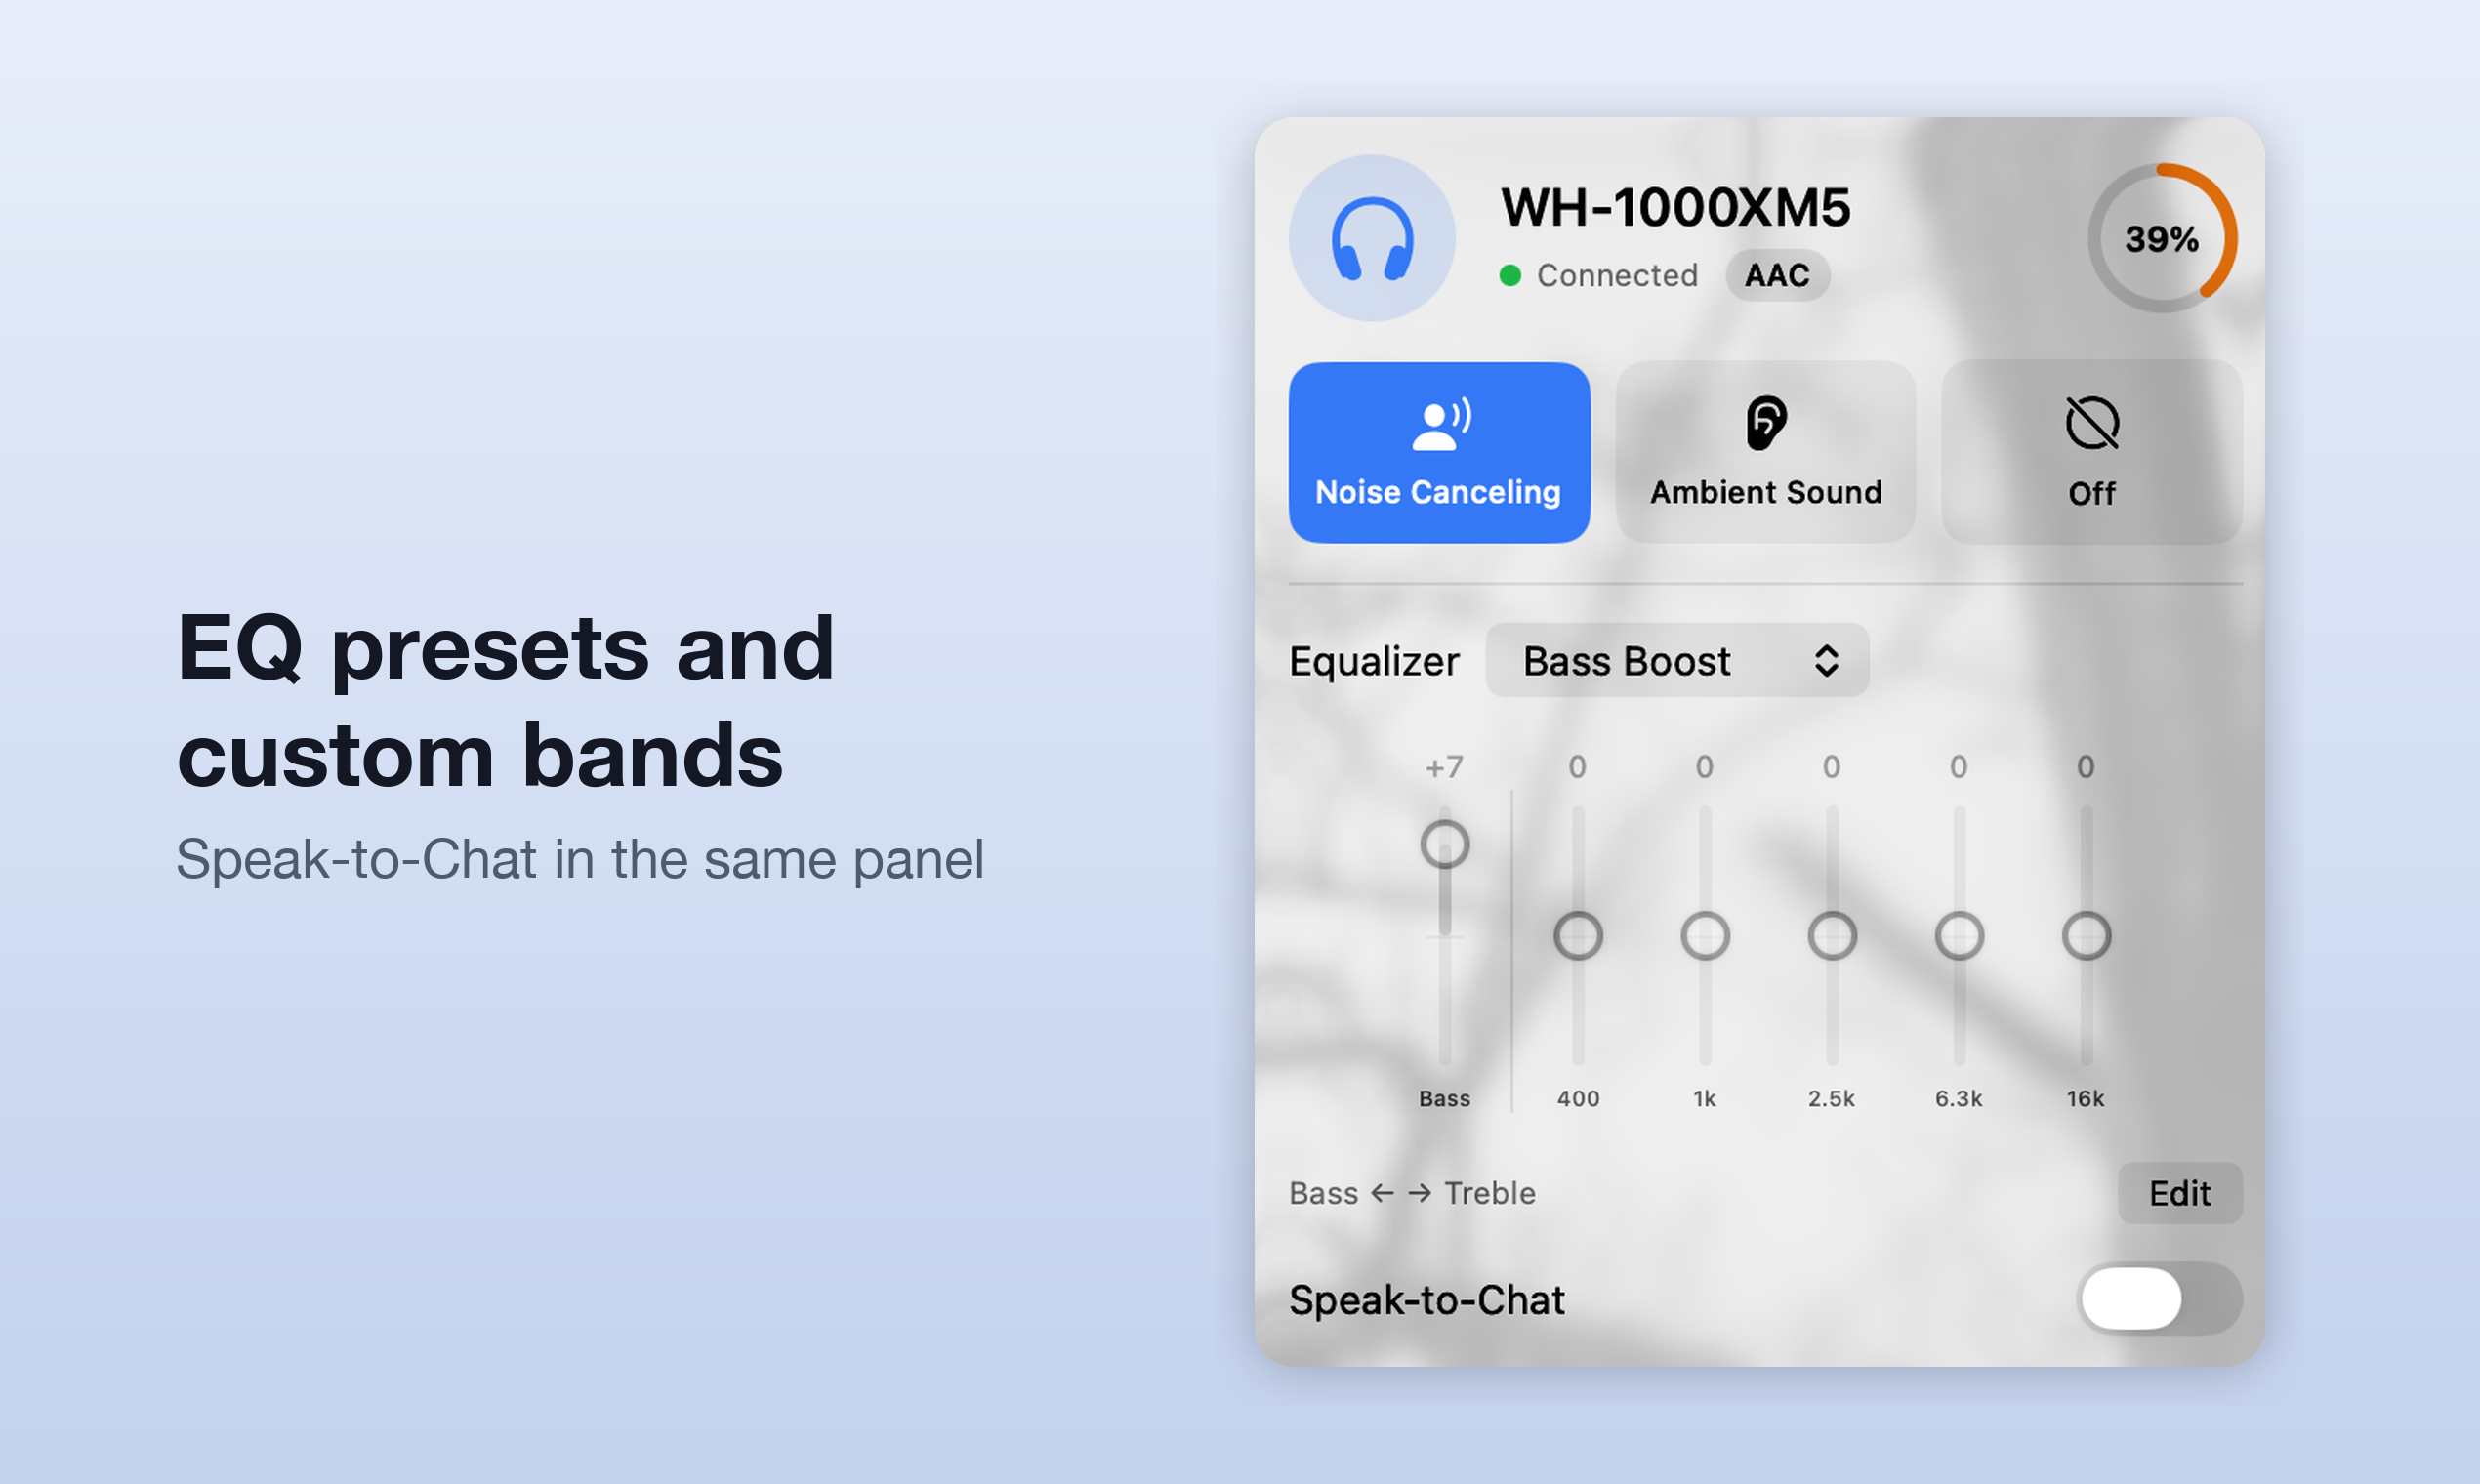 EQ presets and
custom bands
Speak-to-Chat in the same panel
WH-1000XM5
Connected AAC
39%
Noise Canceling Ambient Sound Off
Equalizer Bass Boost
+7 0 0 0 0 0
Bass 400 1k 2.5k 6.3k 16k
Bass ← → Treble Edit
Speak-to-Chat